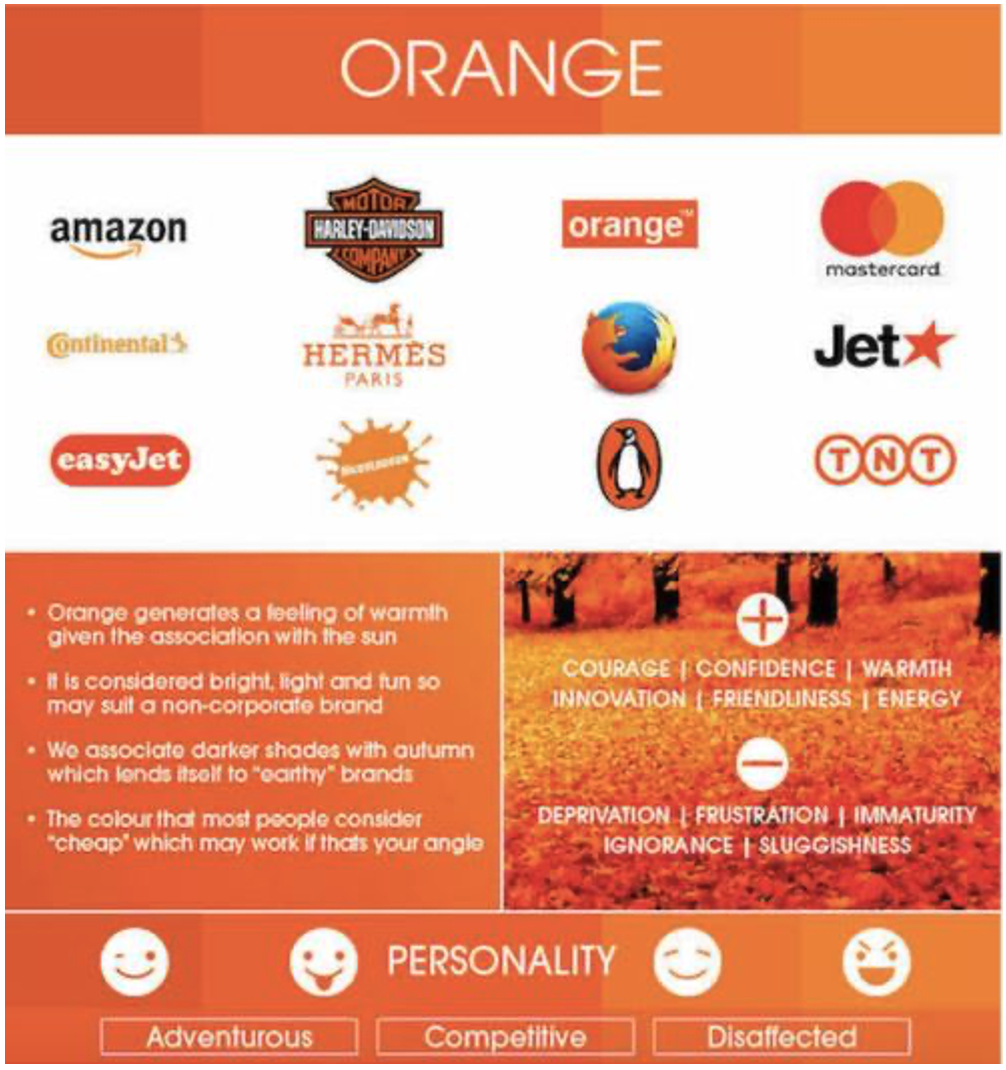 ORANGE
amazon
MOTOR
HARLEY-DAVIDSON
COMPANY
orange™
mastercard
Continental
HERMÈS
PARIS
Jet
easyJet
NICKELODEON
TNT
• Orange generates a feeling of warmth
given the association with the sun
• It is considered bright, light and fun so
may suit a non-corporate brand
• We associate darker shades with autumn
which lends itself to "earthy" brands
• The colour that most people consider
"cheap" which may work if thats your angle
COURAGE | CONFIDENCE | WARMTH
INNOVATION | FRIENDLINESS | ENERGY
DEPRIVATION | FRUSTRATION | IMMATURITY
IGNORANCE | SLUGGISHNESS
PERSONALITY
Adventurous
Competitive
Disaffected